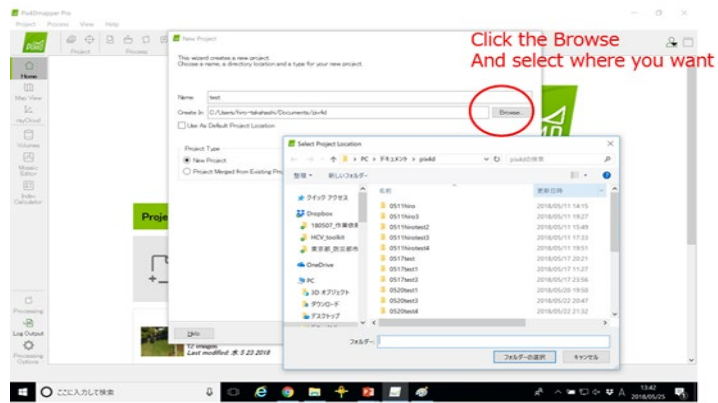 Pix4Dmapper Pro
Project Process View Help
Project
Process
Home
Map View
rayCloud
Volumes
Mosaic Editor
Index Calculator
Processing
Log Output
Processing Options
New Project
This wizard creates a new project.
Choose a name, a directory location and a type for your new project.
Name: test
Create In: C:/Users/hiro-takahashi/Documents/pix4d
Browse...
Use As Default Project Location
Project Type
New Project
Project Merged from Existing Proj
Help
Click the Browse
And select where you want
Select Project Location
PC > ドキュメント > pix4d
pix4dの検索
整理
新しいフォルダー
クイック アクセス
Dropbox
HCV_toolkit
OneDrive
PC
3D オブジェクト
ダウンロード
デスクトップ
名前
更新日時
0511hiro 2018/05/11 14:15
0511hiro3 2018/05/11 19:27
0511hirotest2 2018/05/11 15:49
0511hirotest3 2018/05/11 17:33
0511hirotest4 2018/05/11 19:51
0517test 2018/05/17 20:21
0517test1 2018/05/17 11:27
0517test3 2018/05/17 23:56
0520test1 2018/05/20 19:50
0520test3 2018/05/22 20:47
0520test4 2018/05/22 21:32
フォルダー:
フォルダーの選択
キャンセル
Proje
12 images
Last modified: 水 5 23 2018
ここに入力して検索
13:42
2018/05/25